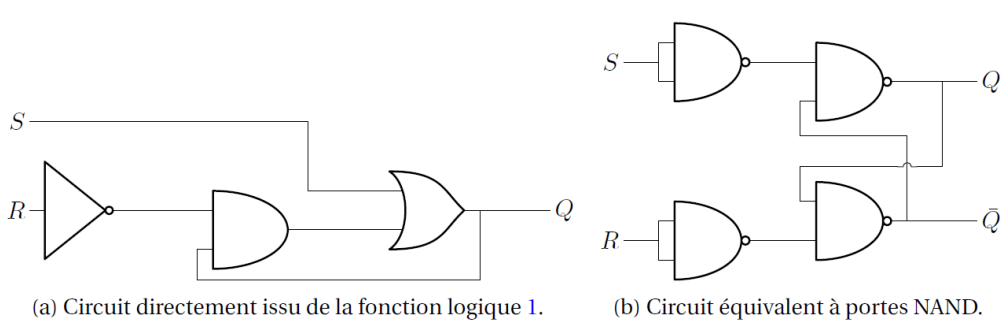 S
R
Q
(a) Circuit directement issu de la fonction logique 1.
S
R
Q
Q̄
(b) Circuit équivalent à portes NAND.